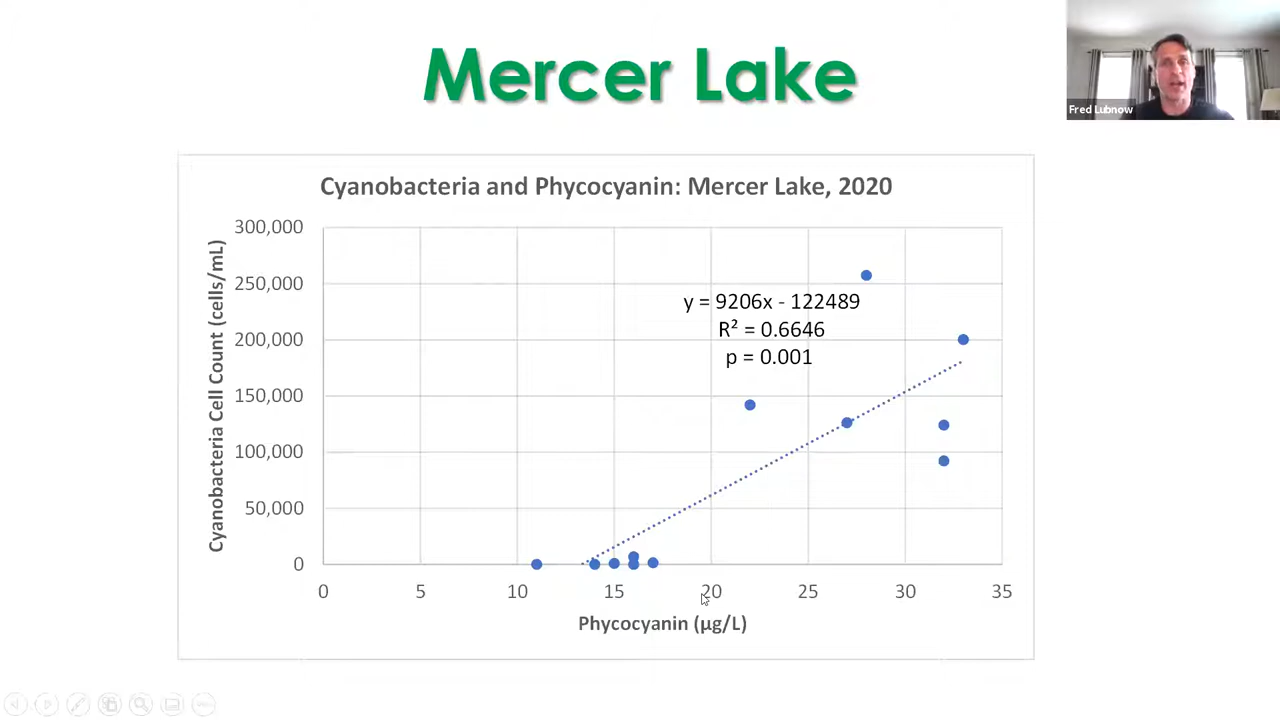 Mercer Lake
Fred Lubnow
Cyanobacteria and Phycocyanin: Mercer Lake, 2020
Cyanobacteria Cell Count (cells/mL)
300,000
250,000
200,000
150,000
100,000
50,000
0
y = 9206x - 122489
R² = 0.6646
p = 0.001
0 5 10 15 20 25 30 35
Phycocyanin (µg/L)